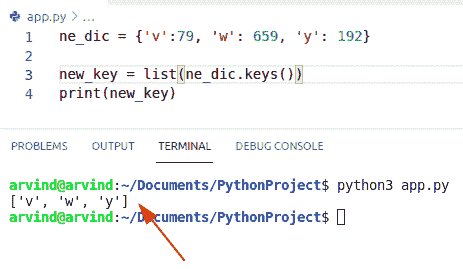 app.py > ...
1 ne_dic = {'v':79, 'w': 659, 'y': 192}
2
3 new_key = list(ne_dic.keys())
4 print(new_key)
PROBLEMS OUTPUT TERMINAL DEBUG CONSOLE
arvind@arvind:~/Documents/PythonProject$ python3 app.py
['v', 'w', 'y']
arvind@arvind:~/Documents/PythonProject$